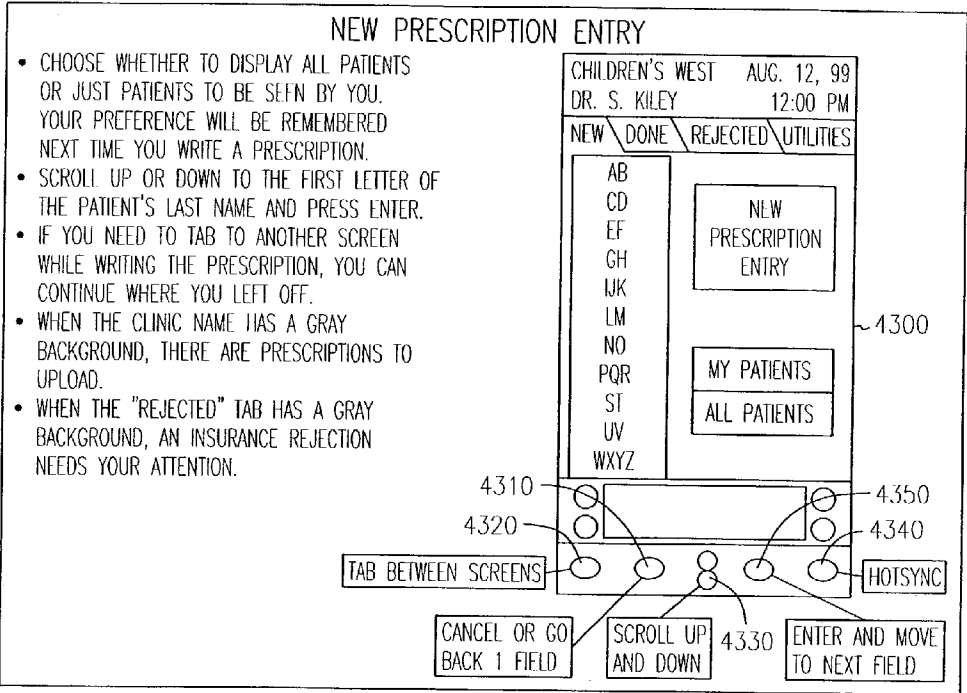 NEW PRESCRIPTION ENTRY
• CHOOSE WHETHER TO DISPLAY ALL PATIENTS
OR JUST PATIENTS TO BE SEEN BY YOU.
YOUR PREFERENCE WILL BE REMEMBERED
NEXT TIME YOU WRITE A PRESCRIPTION.
• SCROLL UP OR DOWN TO THE FIRST LETTER OF
THE PATIENT'S LAST NAME AND PRESS ENTER.
• IF YOU NEED TO TAB TO ANOTHER SCREEN
WHILE WRITING THE PRESCRIPTION, YOU CAN
CONTINUE WHERE YOU LEFT OFF.
• WHEN THE CLINIC NAME HAS A GRAY
BACKGROUND, THERE ARE PRESCRIPTIONS TO
UPLOAD.
• WHEN THE "REJECTED" TAB HAS A GRAY
BACKGROUND, AN INSURANCE REJECTION
NEEDS YOUR ATTENTION.
CHILDREN'S WEST AUG. 12, 99
DR. S. KILEY 12:00 PM
NEW DONE REJECTED UTILITIES
AB
CD
EF
GH
IJK
LM
NO
PQR
ST
UV
WXYZ
NEW
PRESCRIPTION
ENTRY
MY PATIENTS
ALL PATIENTS
4300
4310
4320
4350
4340
TAB BETWEEN SCREENS
HOTSYNC
CANCEL OR GO
BACK 1 FIELD
SCROLL UP
AND DOWN
4330
ENTER AND MOVE
TO NEXT FIELD